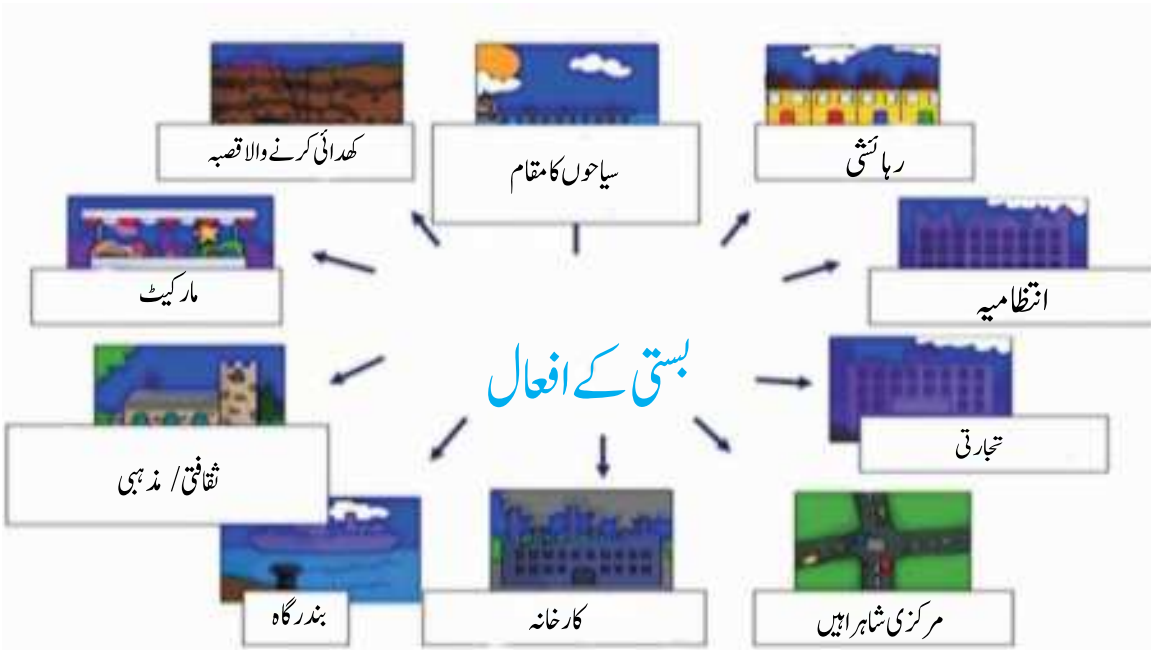 رہائشی
سیاحوں کا مقام
کھدائی کرنے والا قصبہ
انتظامیہ
مارکیٹ
بستی کے افعال
تجارتی
ثقافتی / مذہبی
مرکزی شاہراہیں
کارخانہ
بندرگاہ